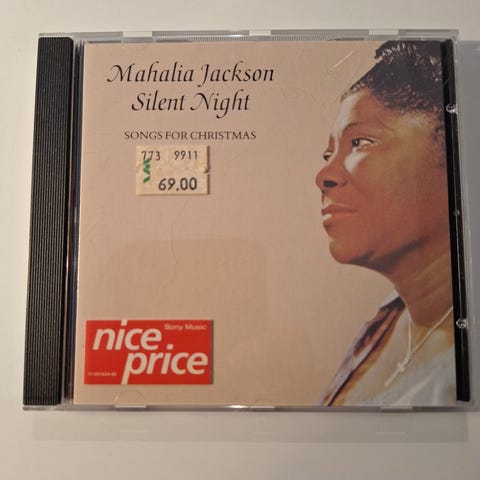 Mahalia Jackson
Silent Night
SONGS FOR CHRISTMAS
773 9911
69.00
Sony Music
nice
price